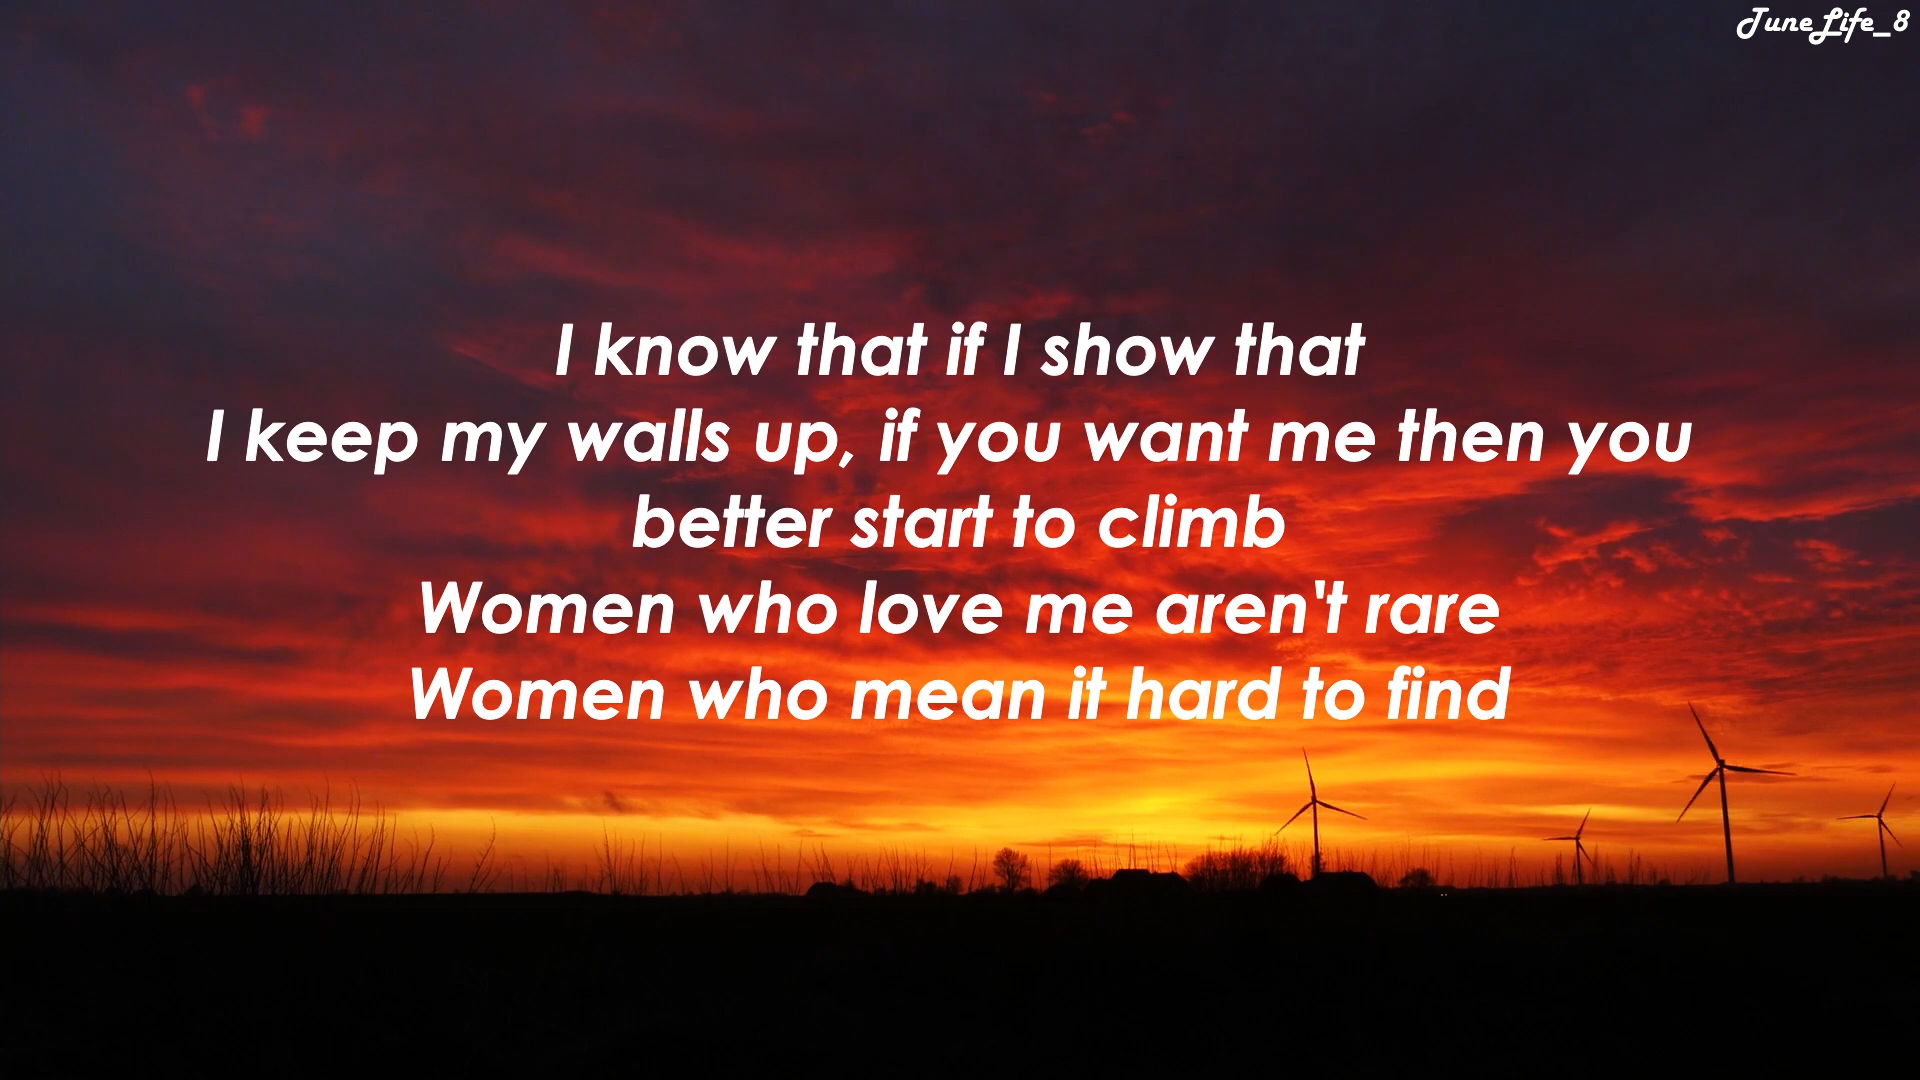 TuneLife_8
I know that if I show that
I keep my walls up, if you want me then you
better start to climb
Women who love me aren't rare
Women who mean it hard to find